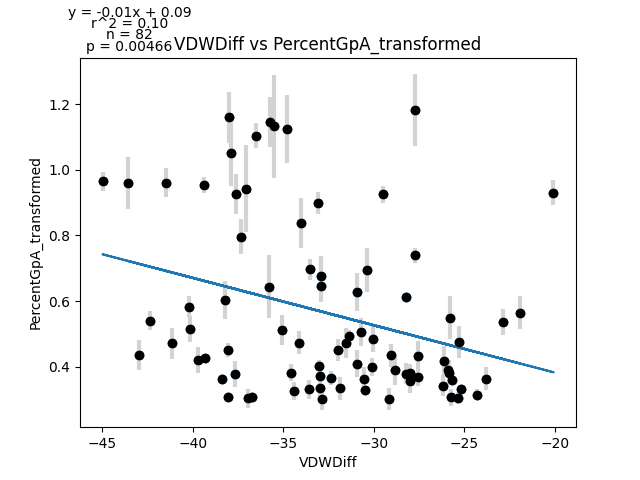 y = -0.01x + 0.09
r^2 = 0.10
n = 82
p = 0.00466
VDWDiff vs PercentGpA_transformed
PercentGpA_transformed
1.2
1.0
0.8
0.6
0.4
−45
−40
−35
−30
−25
−20
VDWDiff